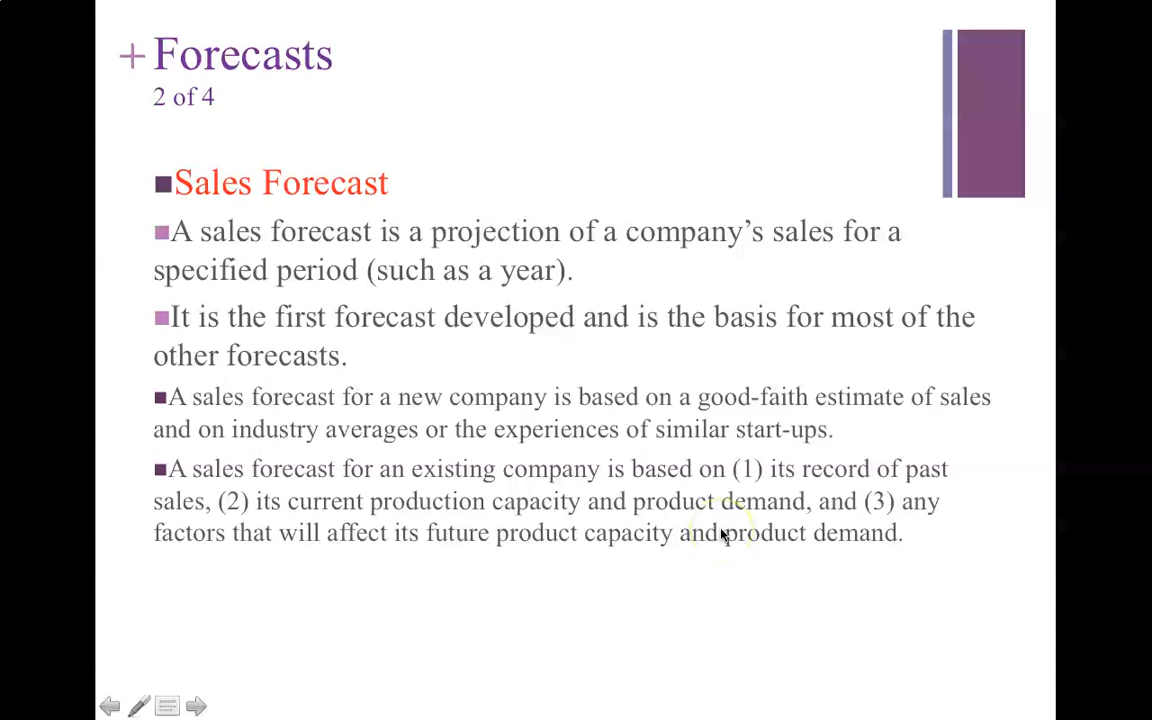 + Forecasts
2 of 4
■Sales Forecast
■A sales forecast is a projection of a company’s sales for a
specified period (such as a year).
■It is the first forecast developed and is the basis for most of the
other forecasts.
■A sales forecast for a new company is based on a good-faith estimate of sales
and on industry averages or the experiences of similar start-ups.
■A sales forecast for an existing company is based on (1) its record of past
sales, (2) its current production capacity and product demand, and (3) any
factors that will affect its future product capacity and product demand.